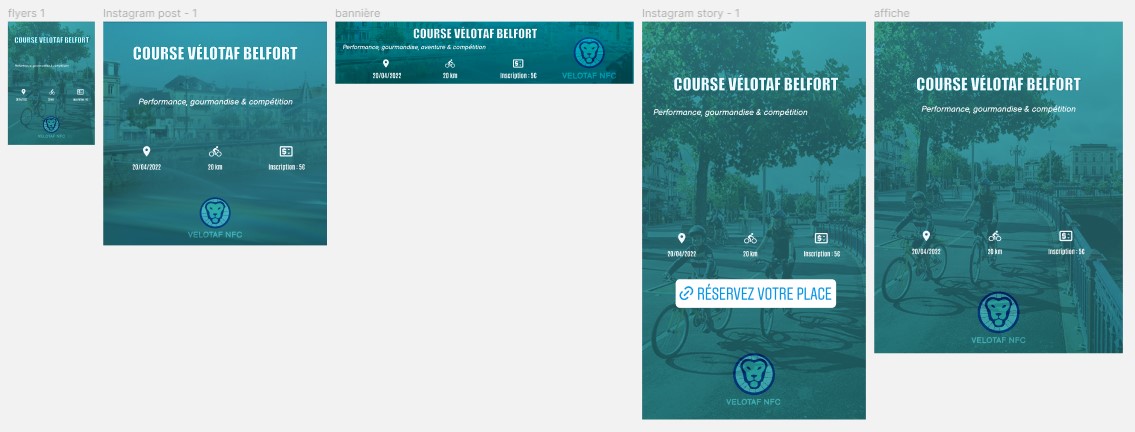 flyers 1
COURSE VÉLOTAF BELFORT
VELOTAF NFC
Instagram post - 1
COURSE VÉLOTAF BELFORT
Performance, gourmandise & compétition
20/04/2022
20 km
Inscription : 5€
VELOTAF NFC
bannière
COURSE VÉLOTAF BELFORT
Performance, gourmandise, aventure & compétition
20/04/2022
20 km
Inscription : 5€
VELOTAF NFC
Instagram story - 1
COURSE VÉLOTAF BELFORT
Performance, gourmandise & compétition
20/04/2022
20 km
Inscription : 5€
RÉSERVEZ VOTRE PLACE
VELOTAF NFC
affiche
COURSE VÉLOTAF BELFORT
Performance, gourmandise & compétition
20/04/2022
20 km
Inscription : 5€
VELOTAF NFC